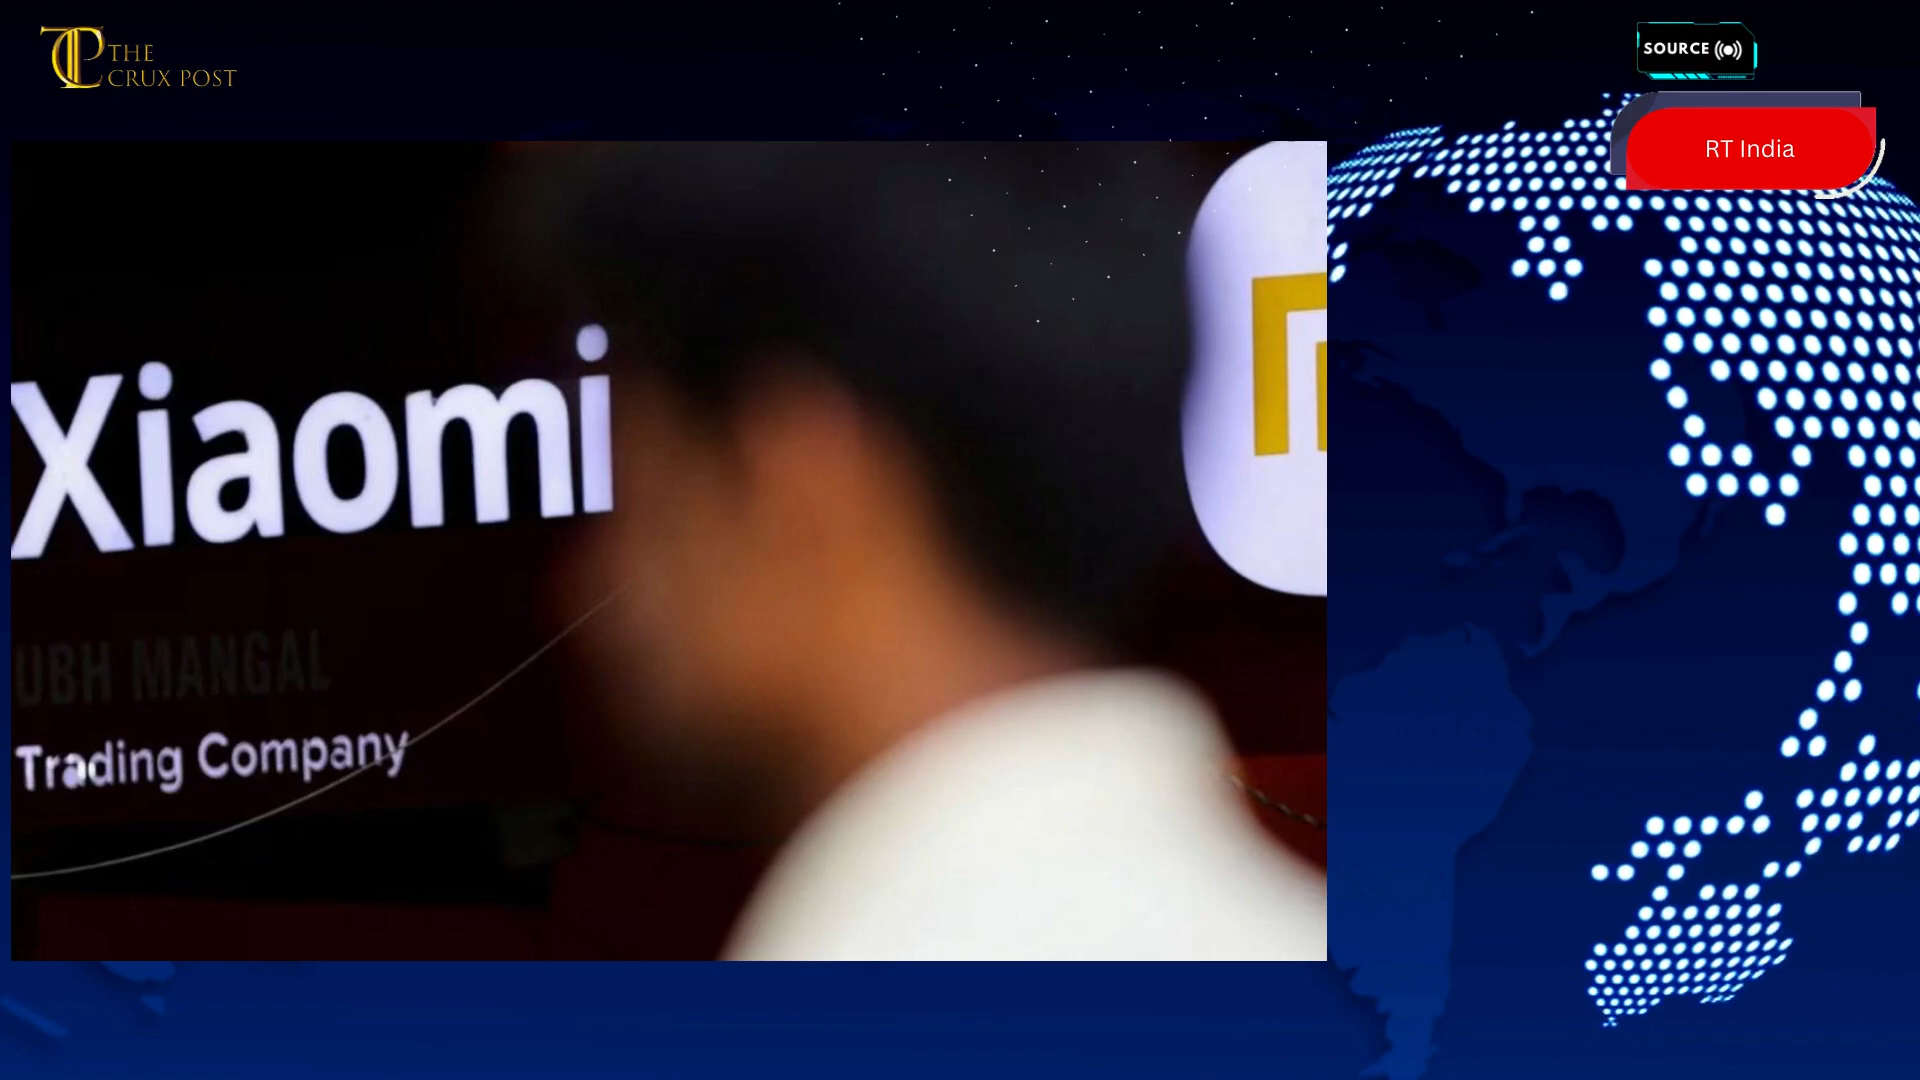 THE
CRUX POST
SOURCE
RT India
Xiaomi
UBH MANGAL
Trading Company